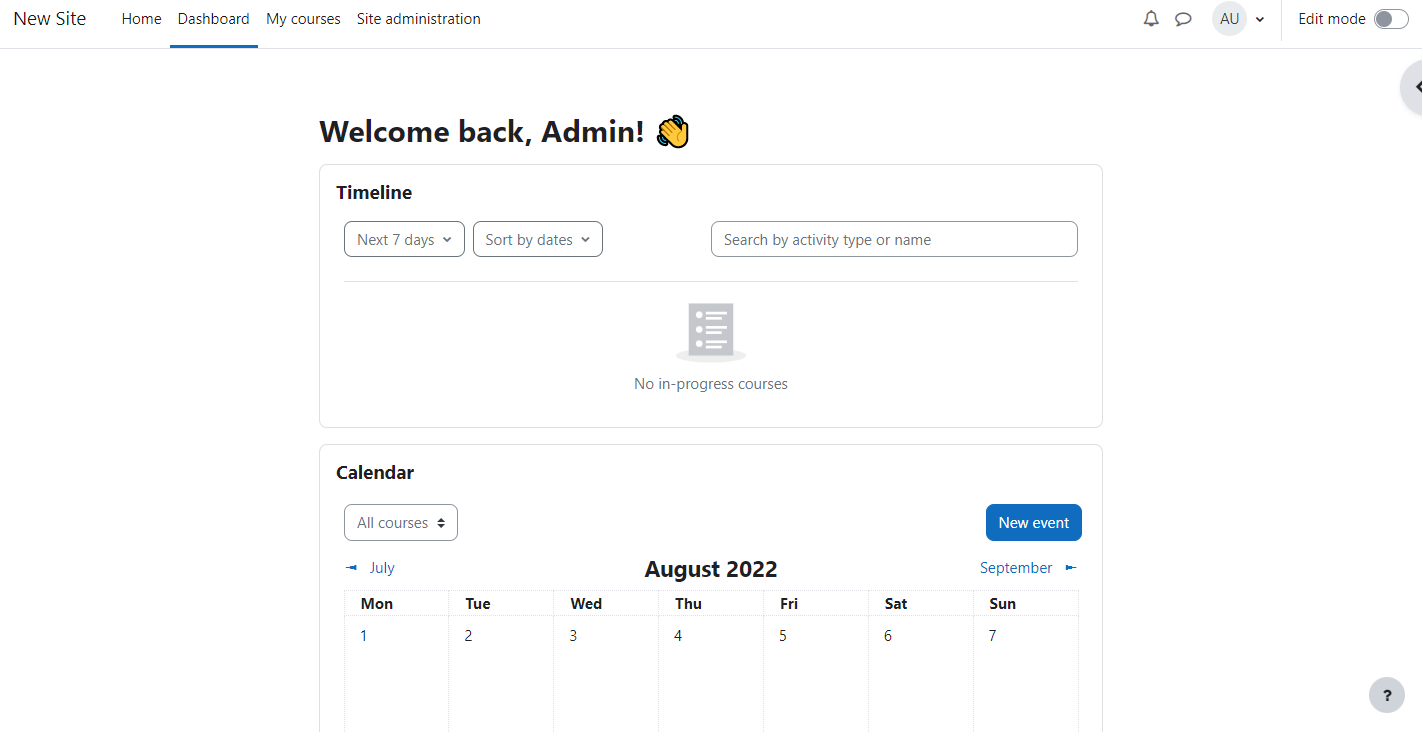 New Site Home Dashboard My courses Site administration AU Edit mode
Welcome back, Admin! 👋
Timeline
Next 7 days Sort by dates Search by activity type or name
No in-progress courses
Calendar
All courses New event
◄ July August 2022 September ►
Mon Tue Wed Thu Fri Sat Sun
1 2 3 4 5 6 7
?